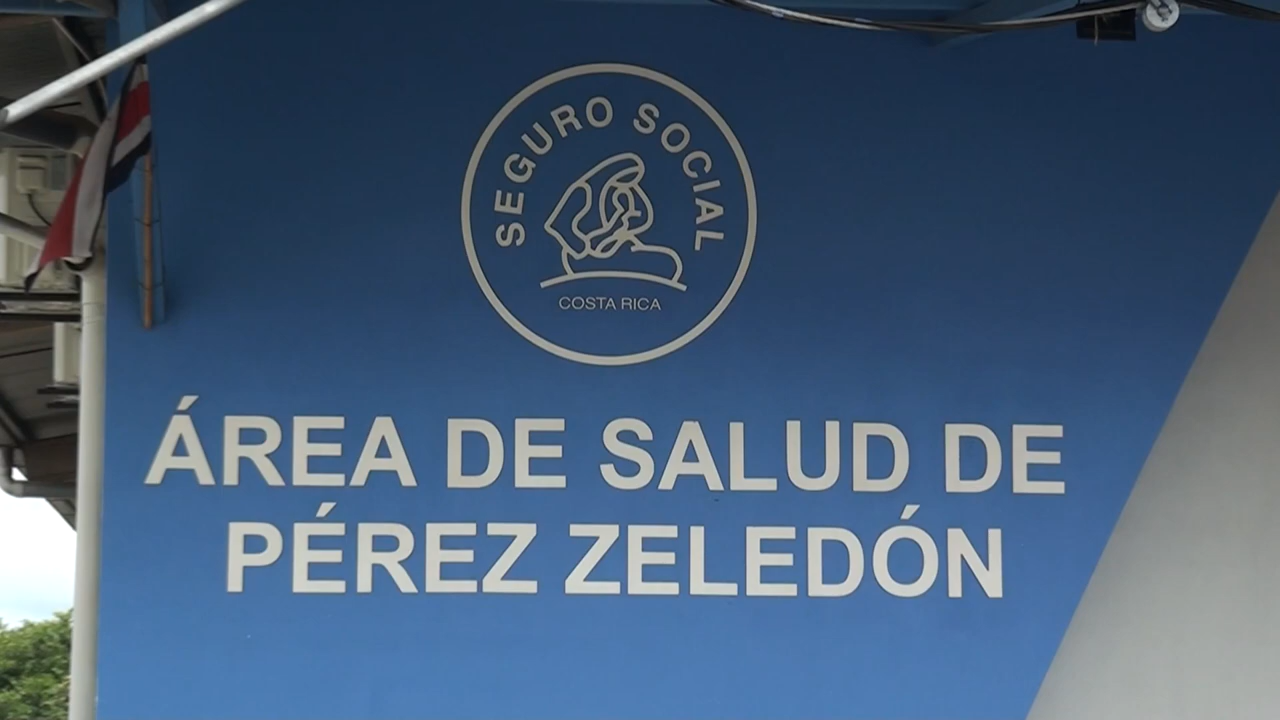 SEGURO SOCIAL
COSTA RICA
ÁREA DE SALUD DE
PÉREZ ZELEDÓN